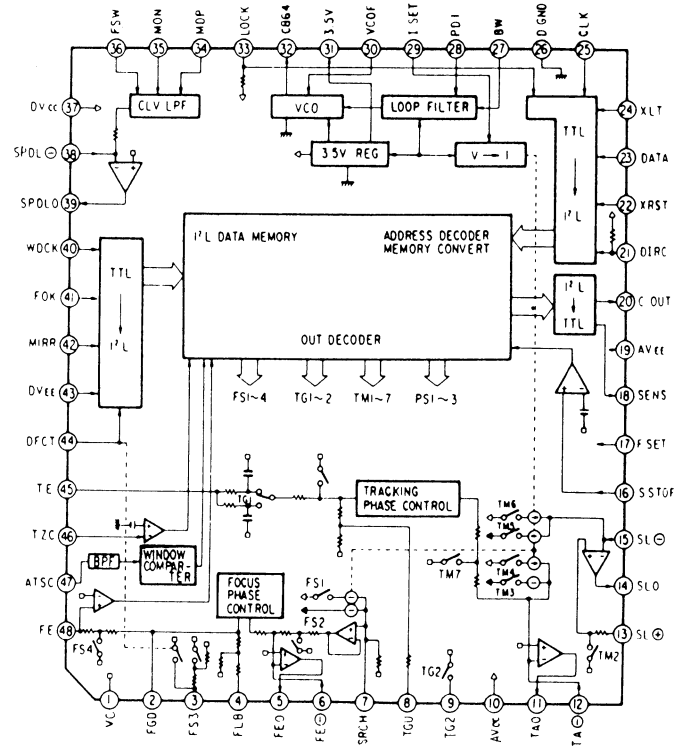 FSW
MON
MDP
LOCK
C864
3.5V
VCOF
I SET
PDI
BW
D GND
CLK
36
35
34
33
32
31
30
29
28
27
26
25
DVcc
37
CLV LPF
VCO
LOOP FILTER
TTL
I²L
24
XLT
SPDL⊖
38
3.5V REG
V → I
23
DATA
SPDLO
39
22
XRST
21
DIRC
WDCK
40
TTL
I²L
I²L DATA MEMORY
ADDRESS DECODER
MEMORY CONVERT
OUT DECODER
I²L
TTL
20
C OUT
FOK
41
19
AVEE
MIRR
42
18
SENS
DVEE
43
FS1~4
TG1~2
TM1~7
PS1~3
17
F SET
DFCT
44
16
SSTOP
TE
45
TG1
TRACKING
PHASE CONTROL
TM6
TM5
15
SL⊖
TZC
46
TM7
TM4
TM3
14
SLO
ATSC
47
BPF
WINDOW
COMPAR-
TER
FOCUS
PHASE
CONTROL
FS1
FS2
13
SL⊕
TM2
FE
48
FS4
TG2
1
2
3
4
5
6
7
8
9
10
11
12
VC
FGD
FS3
FLB
FEO
FE⊖
SRCH
TGU
TG2
AVcc
TAO
TA⊖